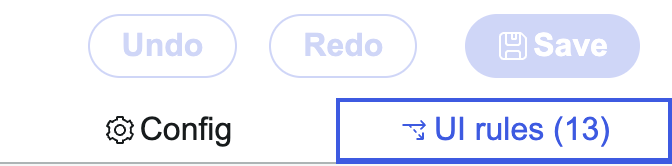 Undo Redo Save
Config UI rules (13)